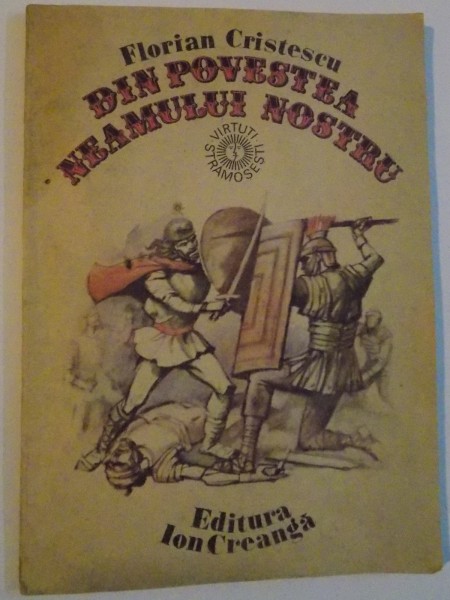 Florian Cristescu
DIN POVESTEA
NEAMULUI NOSTRU
VIRTUTI
STRAMOSESTI
Editura
Ion Creangă